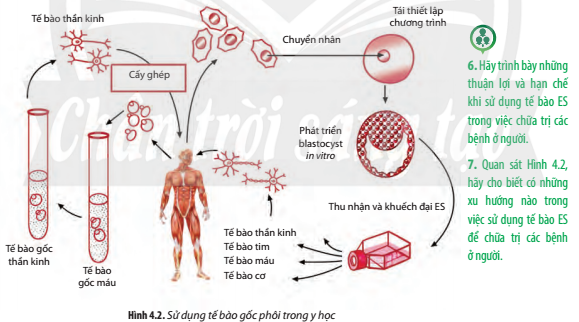 Tế bào thần kinh
Cấy ghép
Chuyển nhân
Tái thiết lập
chương trình
Phát triển
blastocyst
in vitro
Thu nhận và khuếch đại ES
Tế bào thần kinh
Tế bào tim
Tế bào máu
Tế bào cơ
Tế bào gốc
thần kinh
Tế bào
gốc máu
Hình 4.2. Sử dụng tế bào gốc phôi trong y học
6. Hãy trình bày những
thuận lợi và hạn chế
khi sử dụng tế bào ES
trong việc chữa trị các
bệnh ở người.
7. Quan sát Hình 4.2,
hãy cho biết có những
xu hướng nào trong
việc sử dụng tế bào ES
để chữa trị các bệnh
ở người.
Chân trời sáng tạo